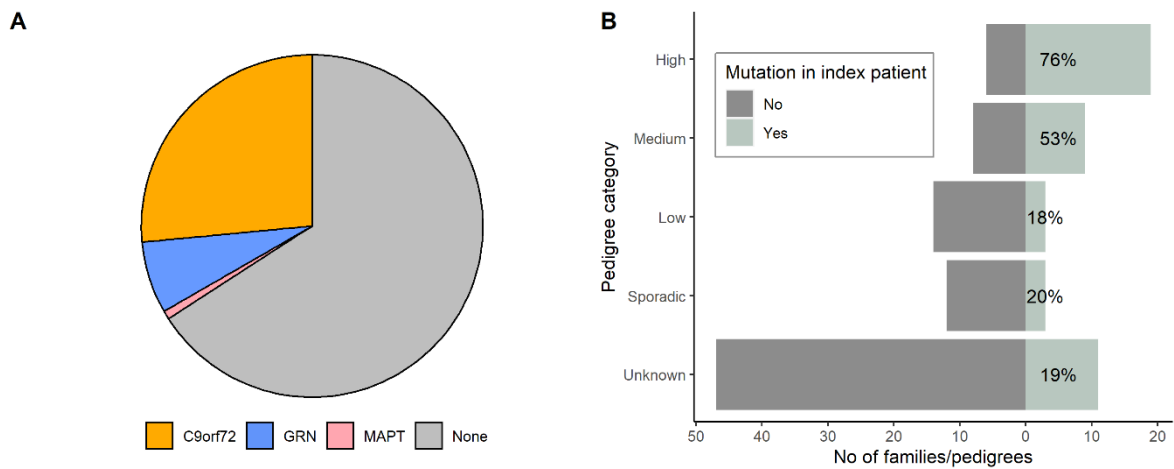 A
C9orf72 GRN MAPT None
B
Pedigree category
High
Medium
Low
Sporadic
Unknown
Mutation in index patient
No
Yes
76%
53%
18%
20%
19%
50 40 30 20 10 0 10 20
No of families/pedigrees